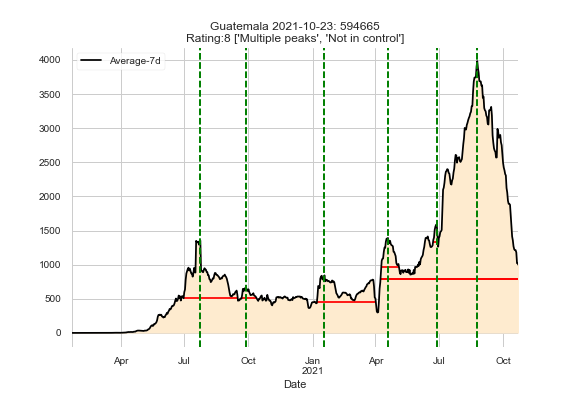 Guatemala 2021-10-23: 594665
Rating:8 ['Multiple peaks', 'Not in control']
Average-7d
4000
3500
3000
2500
2000
1500
1000
500
0
Apr Jul Oct Jan Apr Jul Oct
2021
Date